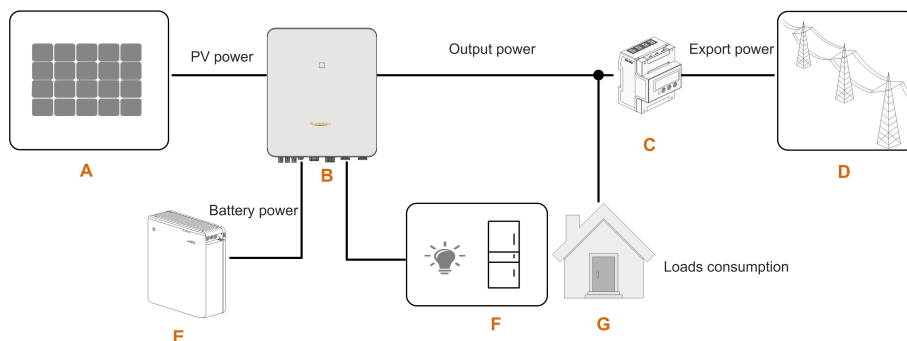 PV power
Output power
Export power
A
B
C
D
Battery power
Loads consumption
E
F
G